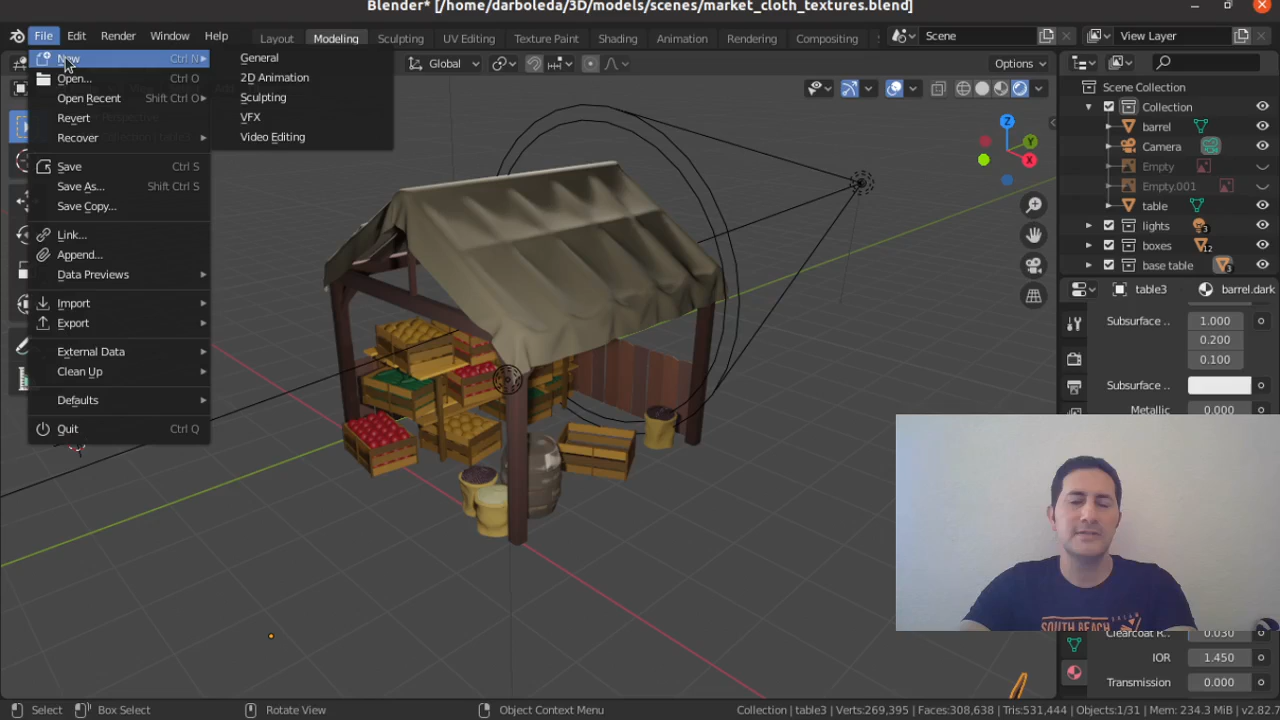 Blender* [/home/darboleda/3D/models/scenes/market_cloth_textures.blend]
File Edit Render Window Help
Layout Modeling Sculpting UV Editing Texture Paint Shading Animation Rendering Compositing
Scene
View Layer
New Ctrl N
Open... Ctrl O
Open Recent Shift Ctrl O
Revert
Recover
Save Ctrl S
Save As... Shift Ctrl S
Save Copy...
Link...
Append...
Data Previews
Import
Export
External Data
Clean Up
Defaults
Quit Ctrl Q
General
2D Animation
Sculpting
VFX
Video Editing
Global
Options
Z
Y
X
Scene Collection
Collection
barrel
Camera
Empty
Empty.001
table
lights 3
boxes 12
base table 3
table3 barrel.dark
Subsurface .. 1.000
0.200
0.100
Subsurface ..
Metallic 0.000
Clearcoat R.. 0.030
IOR 1.450
Transmission 0.000
SOUTH BEACH
Select Box Select Rotate View Object Context Menu
Collection | table3 | Verts:269,395 | Faces:308,638 | Tris:531,444 | Objects:1/31 | Mem: 234.3 MiB | v2.82.7